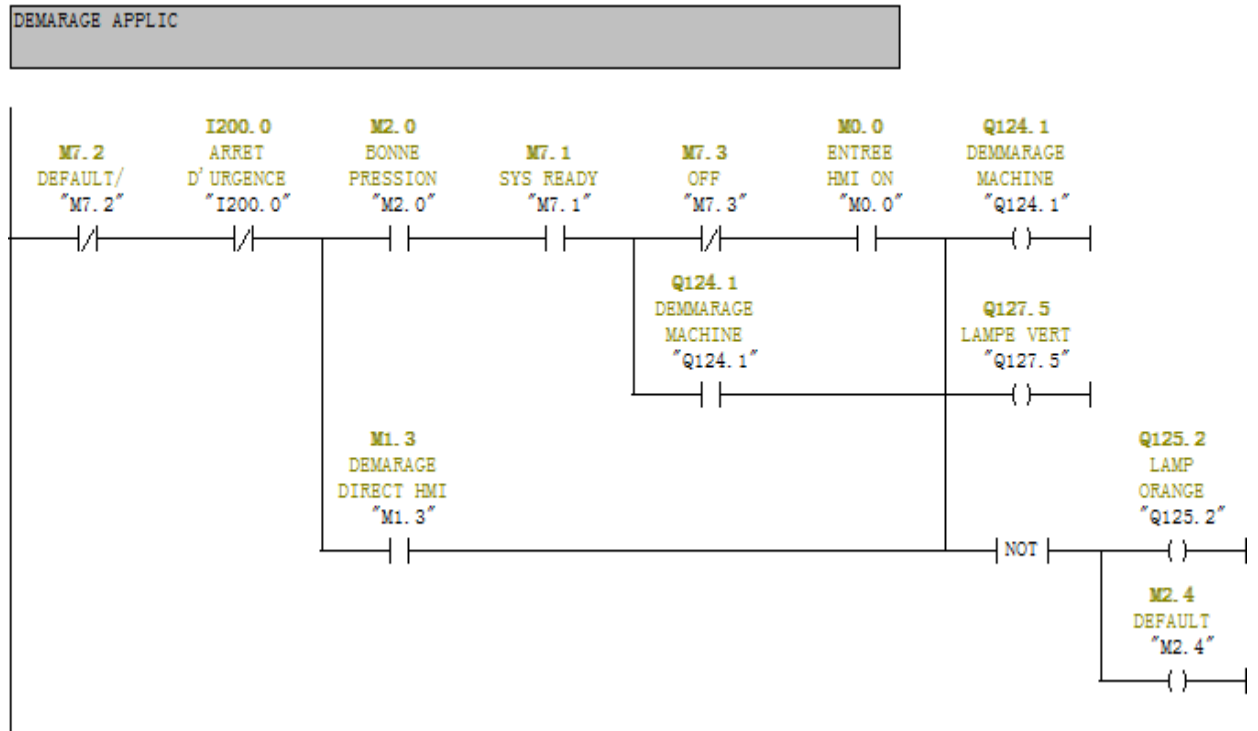 DEMARAGE APPLIC
M7.2
DEFAULT/
"M7.2"
I200.0
ARRET
D'URGENCE
"I200.0"
M2.0
BONNE
PRESSION
"M2.0"
M7.1
SYS READY
"M7.1"
M7.3
OFF
"M7.3"
M0.0
ENTREE
HMI ON
"M0.0"
Q124.1
DEMMARAGE
MACHINE
"Q124.1"
Q124.1
DEMMARAGE
MACHINE
"Q124.1"
Q127.5
LAMPE VERT
"Q127.5"
M1.3
DEMARAGE
DIRECT HMI
"M1.3"
NOT
Q125.2
LAMP
ORANGE
"Q125.2"
M2.4
DEFAULT
"M2.4"